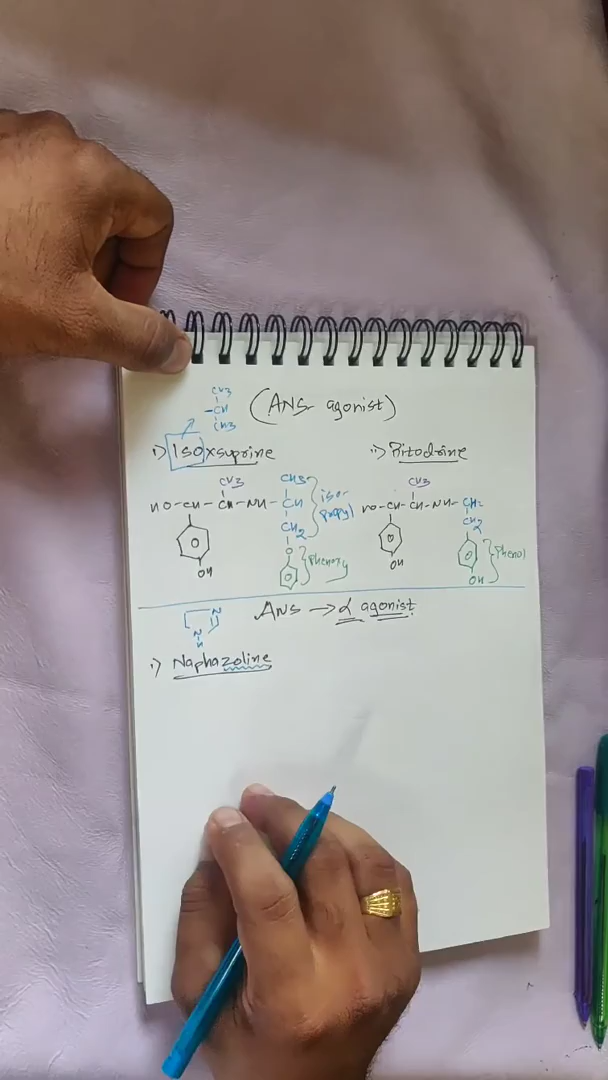 CH3
-CH
CH3
(ANS agonist)
i) Isoxsuprine
ii) Ritodrine
CH3
HO-CH-CH-NH-CH
CH3
CH2
O
OH
iso-
propyl
phenoxy
CH3
HO-CH-CH-NH-CH2
CH2
OH
OH
phenol
ANS → α agonist
N
N
H
i) Naphazoline